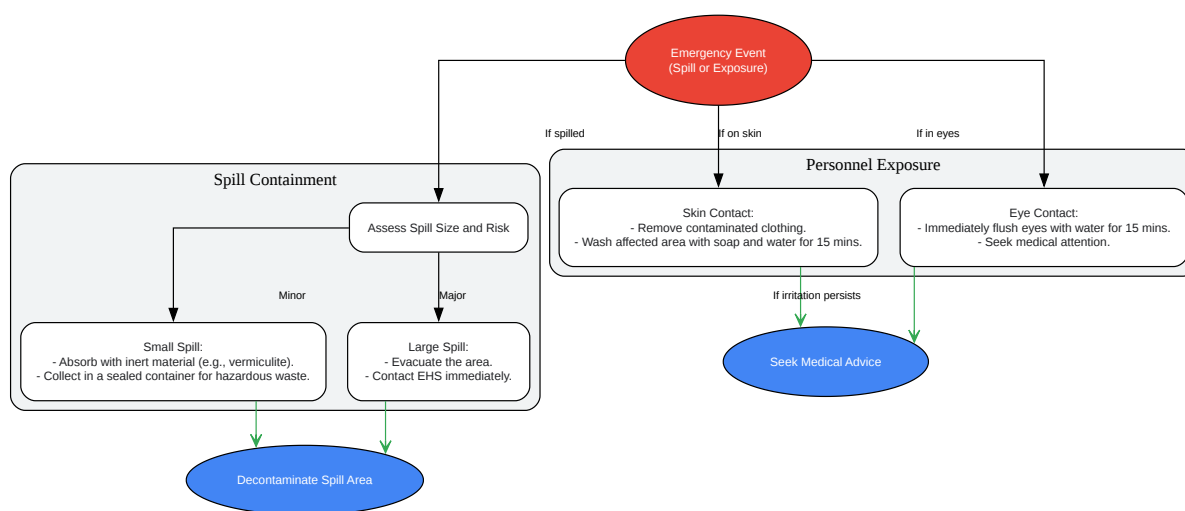 Emergency Event
(Spill or Exposure)
If spilled
If on skin
If in eyes
Spill Containment
Personnel Exposure
Assess Spill Size and Risk
Skin Contact:
- Remove contaminated clothing.
- Wash affected area with soap and water for 15 mins.
Eye Contact:
- Immediately flush eyes with water for 15 mins.
- Seek medical attention.
Minor
Major
If irritation persists
Small Spill:
- Absorb with inert material (e.g., vermiculite).
- Collect in a sealed container for hazardous waste.
Large Spill:
- Evacuate the area.
- Contact EHS immediately.
Seek Medical Advice
Decontaminate Spill Area